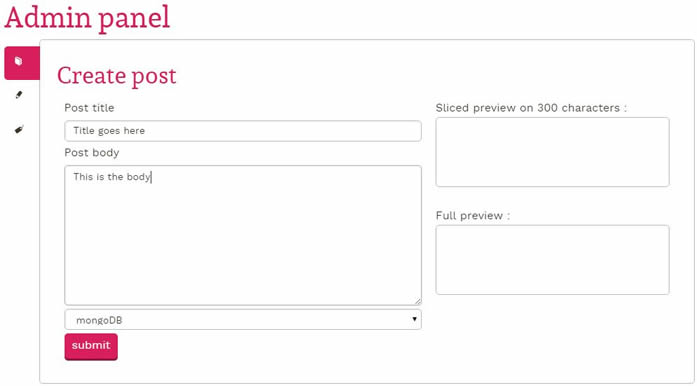 Admin panel
Create post
Post title
Title goes here
Post body
This is the body
mongoDB
submit
Sliced preview on 300 characters :
Full preview :